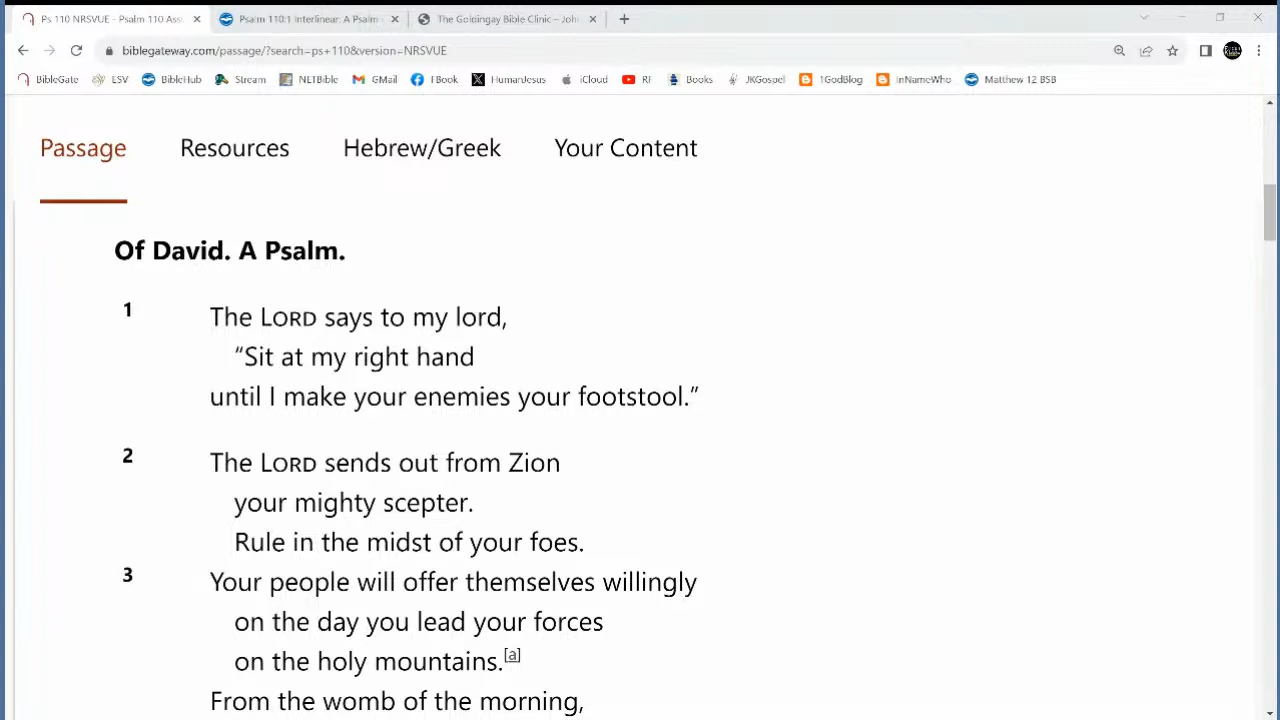 Ps 110 NRSVUE - Psalm 110 Ass
Psalm 110:1 Interlinear: A Psalm
The Goldingay Bible Clinic – John
biblegateway.com/passage/?search=ps+110&version=NRSVUE
BibleGate LSV BibleHub Stream NLTBible GMail FBook HumanJesus iCloud RF Books JKGospel 1GodBlog InNameWho Matthew 12 BSB
Passage Resources Hebrew/Greek Your Content
Of David. A Psalm.
1 The LORD says to my lord,
“Sit at my right hand
until I make your enemies your footstool.”
2 The LORD sends out from Zion
your mighty scepter.
Rule in the midst of your foes.
3 Your people will offer themselves willingly
on the day you lead your forces
on the holy mountains.[a]
From the womb of the morning,